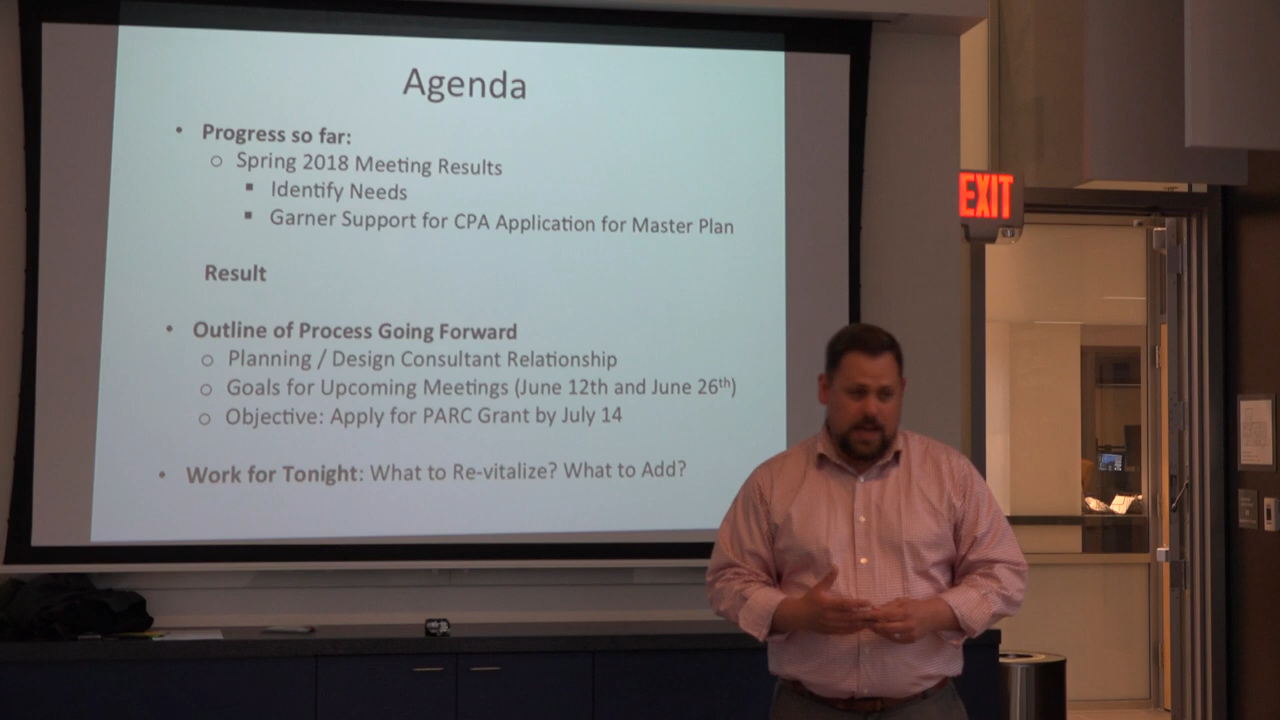 Agenda
• Progress so far:
o Spring 2018 Meeting Results
▪ Identify Needs
▪ Garner Support for CPA Application for Master Plan
Result
• Outline of Process Going Forward
o Planning / Design Consultant Relationship
o Goals for Upcoming Meetings (June 12th and June 26th)
o Objective: Apply for PARC Grant by July 14
• Work for Tonight: What to Re-vitalize? What to Add?
EXIT